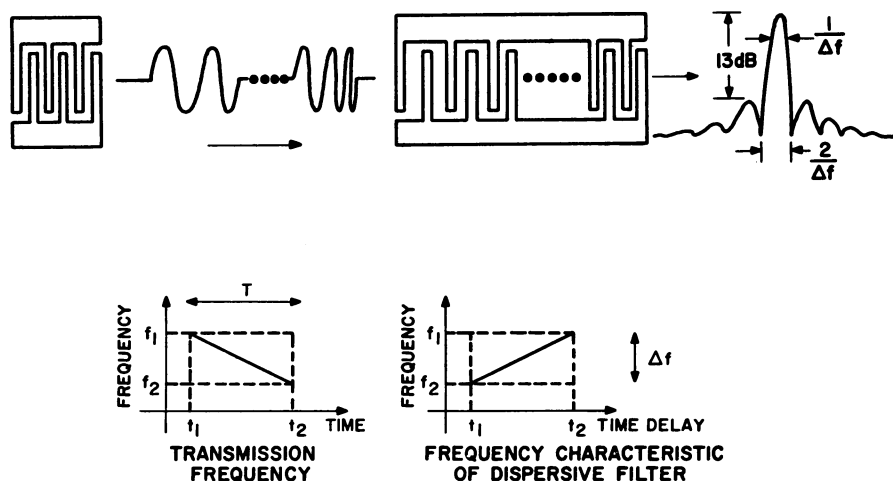 13dB
1
Δf
2
Δf
T
FREQUENCY
f1
f2
t1
t2
TIME
TRANSMISSION
FREQUENCY
FREQUENCY
f1
f2
Δf
t1
t2
TIME DELAY
FREQUENCY CHARACTERISTIC
OF DISPERSIVE FILTER